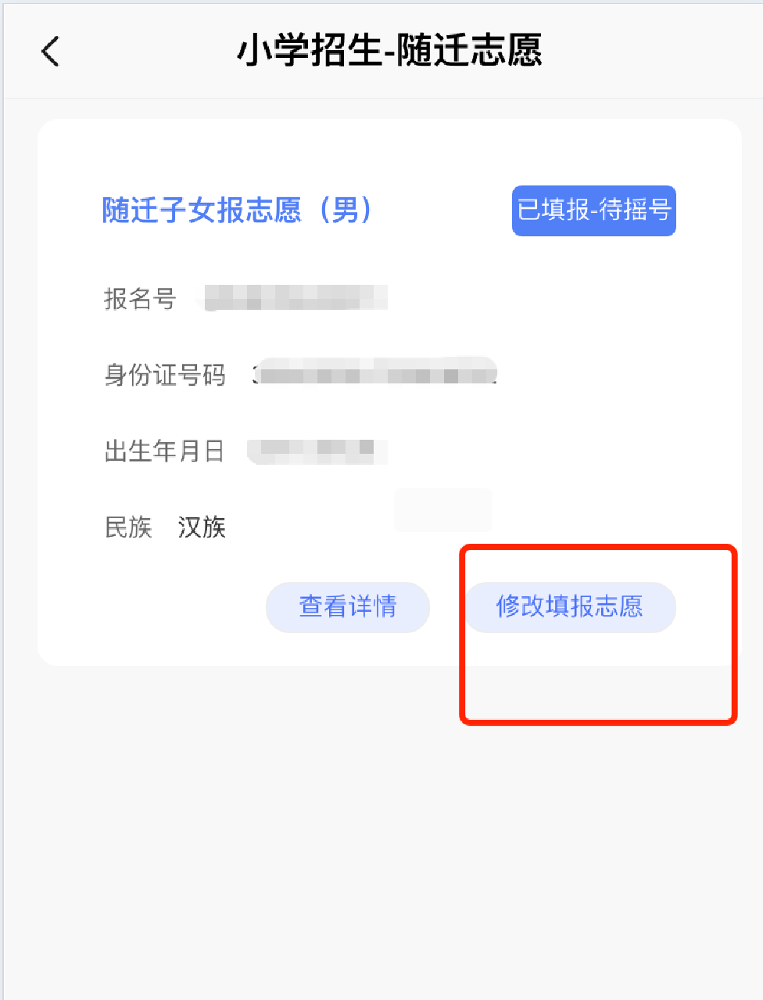 小学招生-随迁志愿
随迁子女报志愿（男）
已填报-待摇号
报名号
身份证号码
出生年月日
民族 汉族
查看详情
修改填报志愿